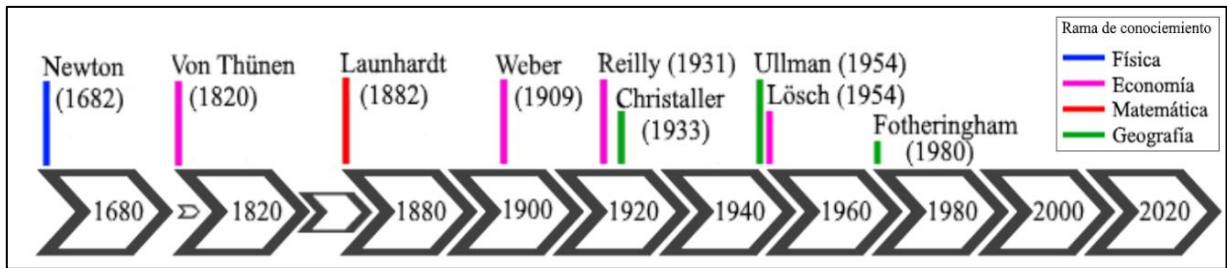 Newton
(1682)
Von Thünen
(1820)
Launhardt
(1882)
Weber
(1909)
Reilly (1931)
Christaller
(1933)
Ullman (1954)
Lösch (1954)
Fotheringham
(1980)
Rama de conociemiento
Física
Economía
Matemática
Geografía
1680
1820
1880
1900
1920
1940
1960
1980
2000
2020